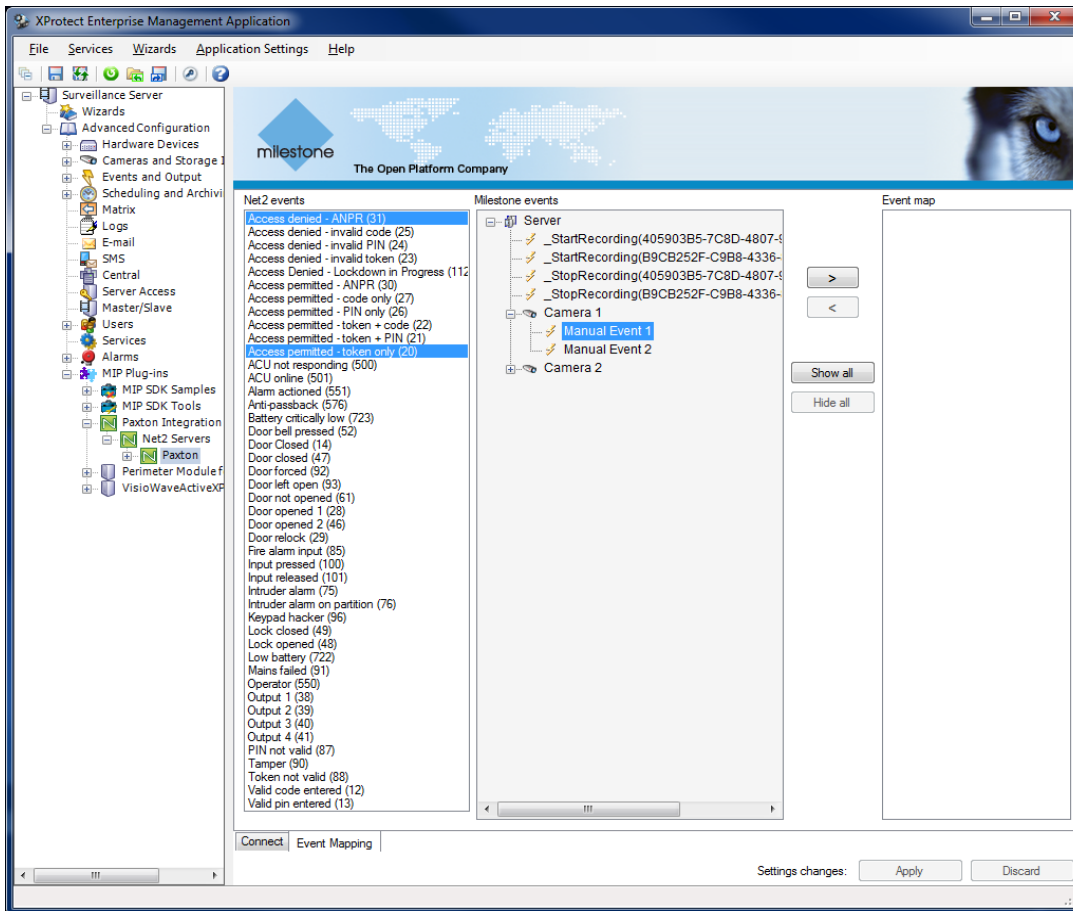 XProtect Enterprise Management Application
File Services Wizards Application Settings Help
Surveillance Server
Wizards
Advanced Configuration
Hardware Devices
Cameras and Storage I
Events and Output
Scheduling and Archivi
Matrix
Logs
E-mail
SMS
Central
Server Access
Master/Slave
Users
Services
Alarms
MIP Plug-ins
MIP SDK Samples
MIP SDK Tools
Paxton Integration
Net2 Servers
Paxton
Perimeter Module f
VisioWaveActiveXP
milestone
The Open Platform Company
Net2 events
Access denied - ANPR (31)
Access denied - invalid code (25)
Access denied - invalid PIN (24)
Access denied - invalid token (23)
Access Denied - Lockdown in Progress (112
Access permitted - ANPR (30)
Access permitted - code only (27)
Access permitted - PIN only (26)
Access permitted - token + code (22)
Access permitted - token + PIN (21)
Access permitted - token only (20)
ACU not responding (500)
ACU online (501)
Alarm actioned (551)
Anti-passback (576)
Battery critically low (723)
Door bell pressed (52)
Door Closed (14)
Door closed (47)
Door forced (92)
Door left open (93)
Door not opened (61)
Door opened 1 (28)
Door opened 2 (46)
Door relock (29)
Fire alarm input (85)
Input pressed (100)
Input released (101)
Intruder alarm (75)
Intruder alarm on partition (76)
Keypad hacker (96)
Lock closed (49)
Lock opened (48)
Low battery (722)
Mains failed (91)
Operator (550)
Output 1 (38)
Output 2 (39)
Output 3 (40)
Output 4 (41)
PIN not valid (87)
Tamper (90)
Token not valid (88)
Valid code entered (12)
Valid pin entered (13)
Milestone events
Server
_StartRecording(405903B5-7C8D-4807-9
_StartRecording(B9CB252F-C9B8-4336-
_StopRecording(405903B5-7C8D-4807-9
_StopRecording(B9CB252F-C9B8-4336-
Camera 1
Manual Event 1
Manual Event 2
Camera 2
>
<
Show all
Hide all
Event map
Connect Event Mapping
Settings changes: Apply Discard